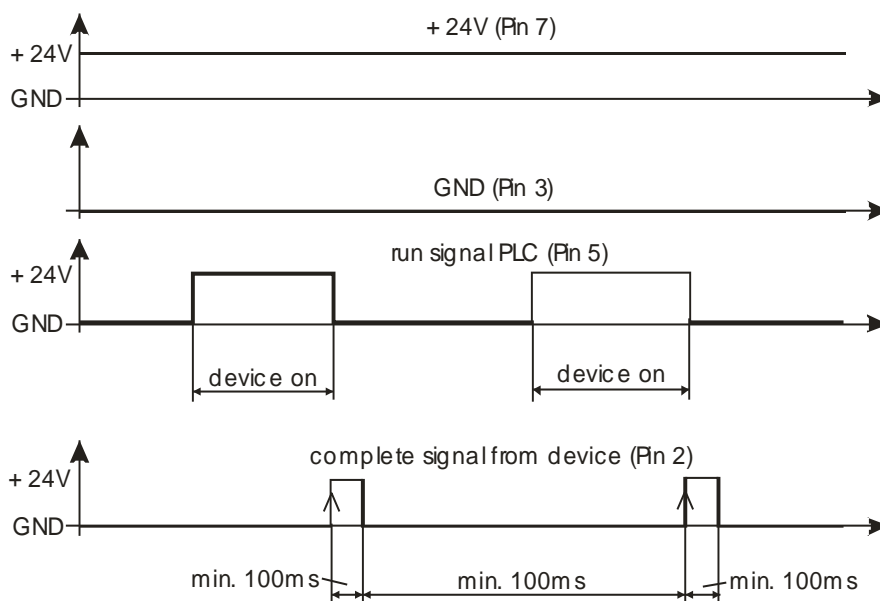 + 24V (Pin 7)
+ 24V
GND
GND (Pin 3)
run signal PLC (Pin 5)
+ 24V
GND
device on
device on
complete signal from device (Pin 2)
+ 24V
GND
min. 100ms
min. 100ms
min. 100ms